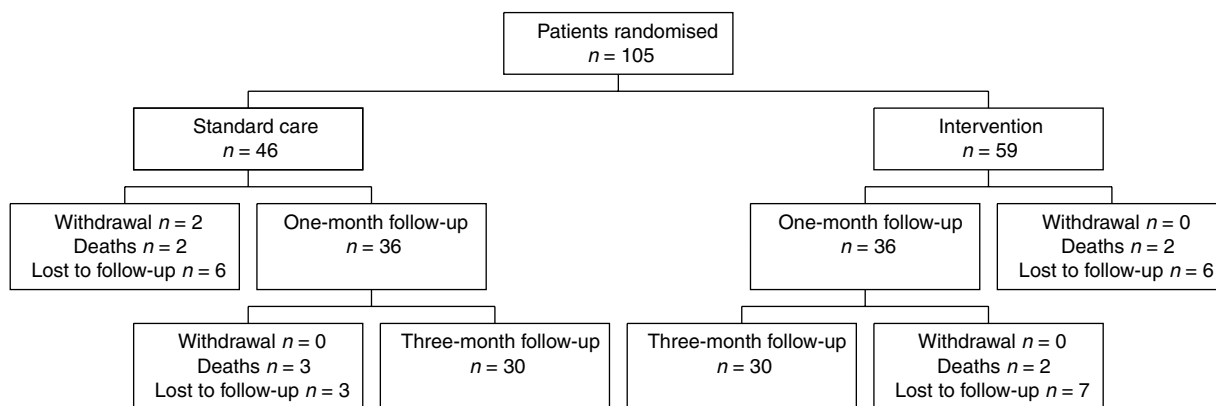 Patients randomised
n = 105
Standard care
n = 46
Intervention
n = 59
Withdrawal n = 2
Deaths n = 2
Lost to follow-up n = 6
One-month follow-up
n = 36
One-month follow-up
n = 36
Withdrawal n = 0
Deaths n = 2
Lost to follow-up n = 6
Withdrawal n = 0
Deaths n = 3
Lost to follow-up n = 3
Three-month follow-up
n = 30
Three-month follow-up
n = 30
Withdrawal n = 0
Deaths n = 2
Lost to follow-up n = 7